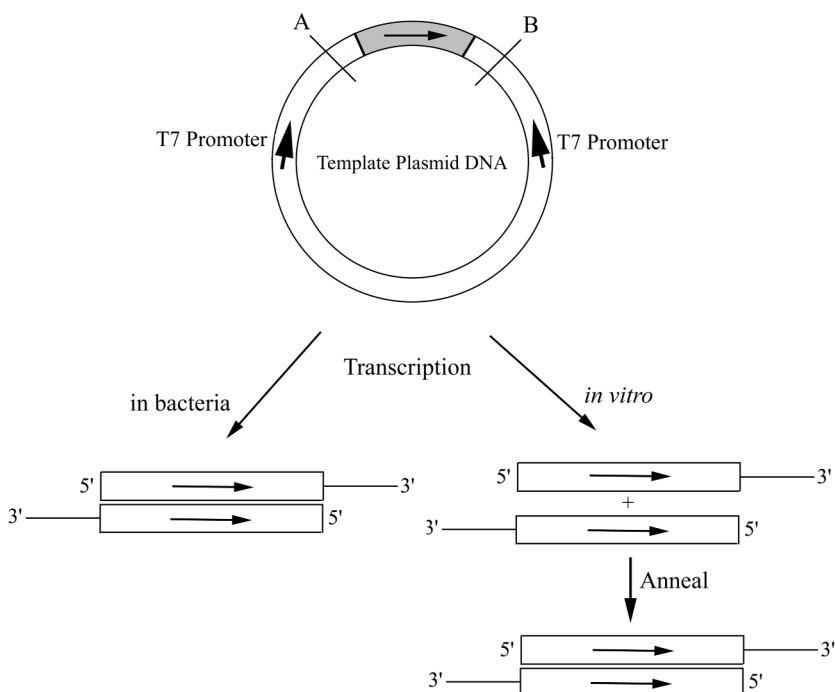 A
B
T7 Promoter
Template Plasmid DNA
T7 Promoter
Transcription
in bacteria
in vitro
5' 3'
3' 5'
5' 3'
+
3' 5'
Anneal
5' 3'
3' 5'